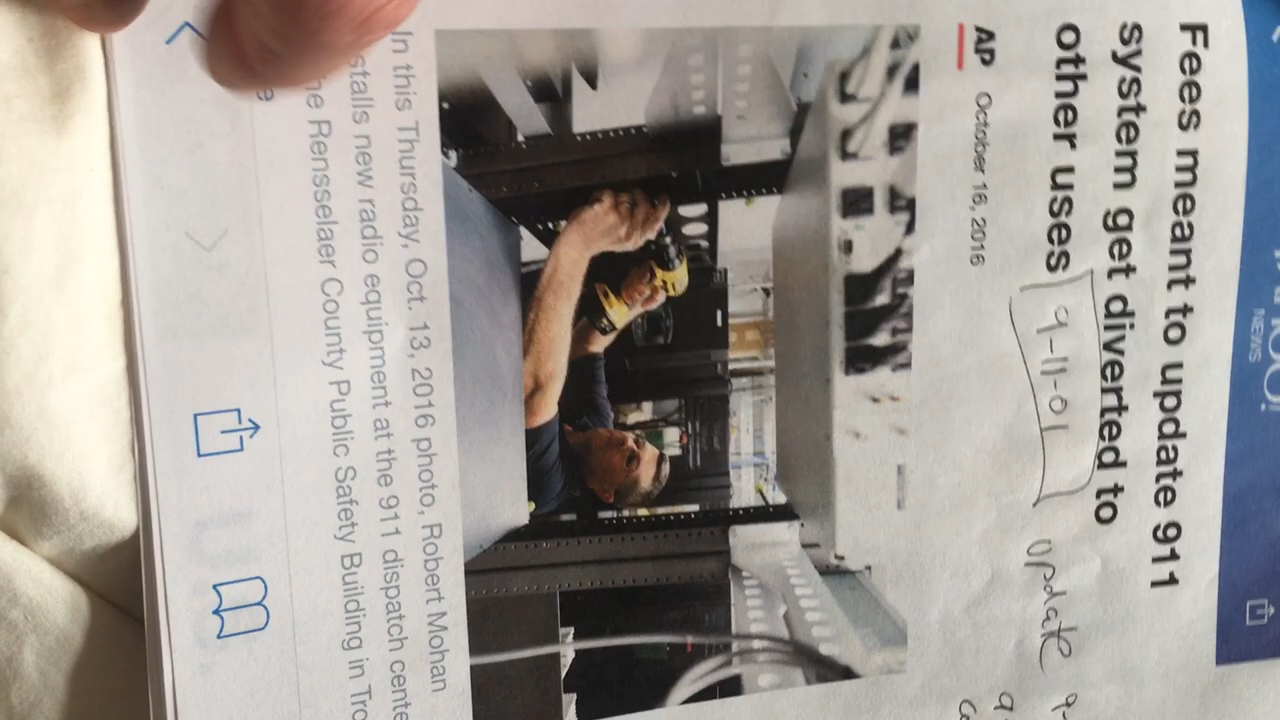 NEWS
Fees meant to update 911
system get diverted to
other uses
9-11-01
update
AP October 16, 2016
In this Thursday, Oct. 13, 2016 photo, Robert Mohan
stalls new radio equipment at the 911 dispatch cente
he Rensselaer County Public Safety Building in Tro